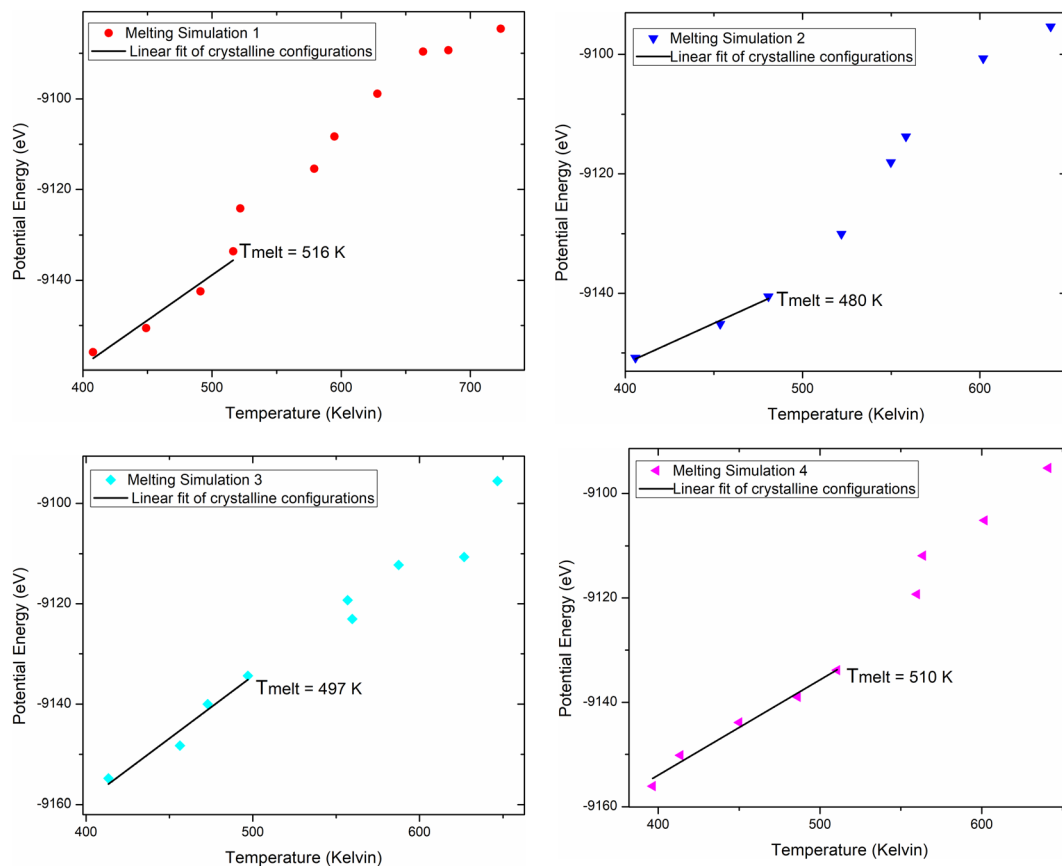 Melting Simulation 1
Linear fit of crystalline configurations
-9100
-9120
-9140
Potential Energy (eV)
Tmelt = 516 K
400
500
600
700
Temperature (Kelvin)
Melting Simulation 2
Linear fit of crystalline configurations
-9100
-9120
-9140
Potential Energy (eV)
Tmelt = 480 K
400
500
600
Temperature (Kelvin)
Melting Simulation 3
Linear fit of crystalline configurations
-9100
-9120
-9140
-9160
Potential Energy (eV)
Tmelt = 497 K
400
500
600
Temperature (Kelvin)
Melting Simulation 4
Linear fit of crystalline configurations
-9100
-9120
-9140
-9160
Potential Energy (eV)
Tmelt = 510 K
400
500
600
Temperature (Kelvin)